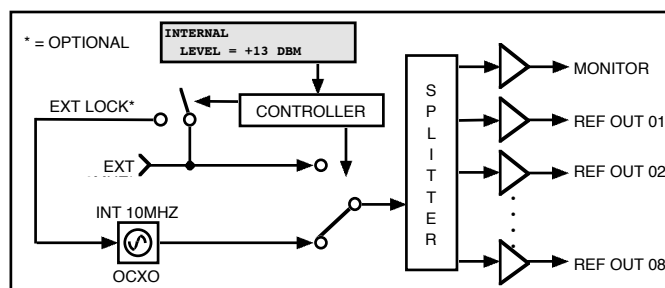 * = OPTIONAL
INTERNAL
LEVEL = +13 DBM
EXT LOCK*
CONTROLLER
EXT
INT 10MHZ
OCXO
SPLITTER
MONITOR
REF OUT 01
REF OUT 02
REF OUT 08